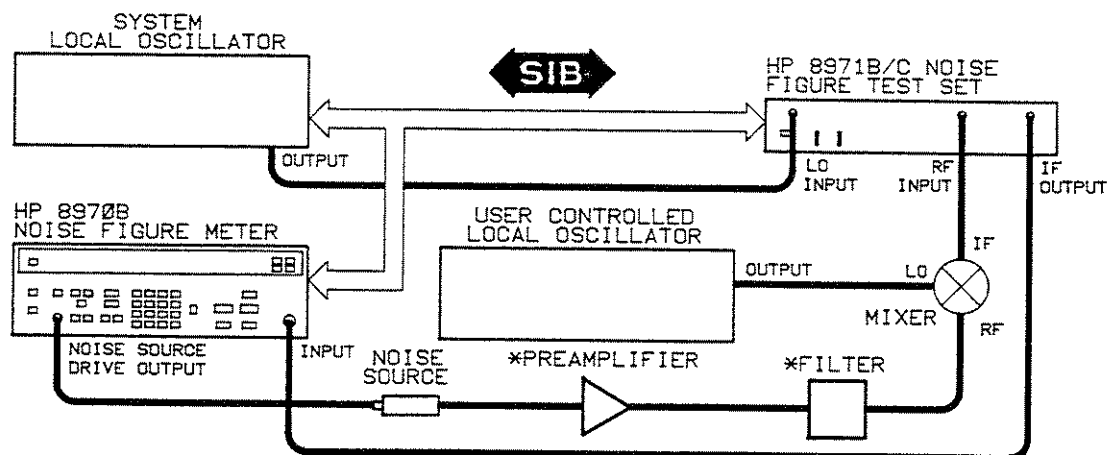 SYSTEM
LOCAL OSCILLATOR
SIB
HP 8971B/C NOISE
FIGURE TEST SET
OUTPUT
LO
INPUT
RF
INPUT
IF
OUTPUT
HP 8970B
NOISE FIGURE METER
USER CONTROLLED
LOCAL OSCILLATOR
OUTPUT
LO
IF
MIXER
RF
NOISE SOURCE
DRIVE OUTPUT
INPUT
NOISE
SOURCE
*PREAMPLIFIER
*FILTER